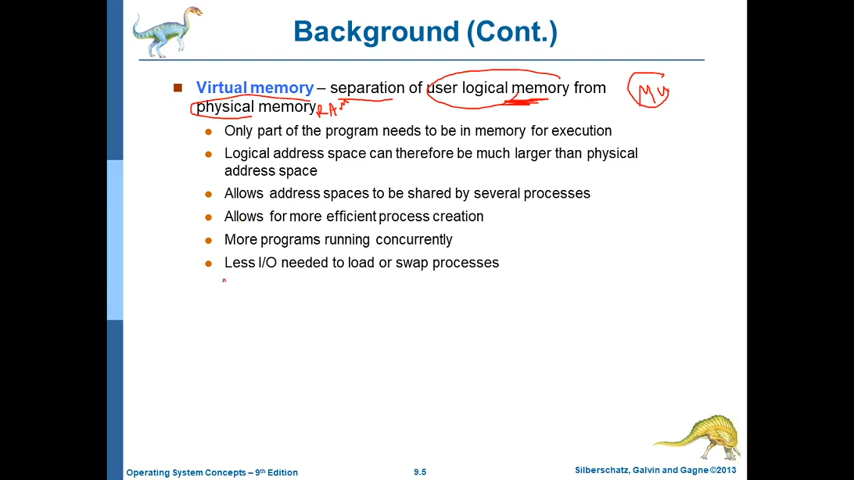 Background (Cont.)
Virtual memory – separation of user logical memory from
physical memory RAM
Only part of the program needs to be in memory for execution
Logical address space can therefore be much larger than physical
address space
Allows address spaces to be shared by several processes
Allows for more efficient process creation
More programs running concurrently
Less I/O needed to load or swap processes
Operating System Concepts – 9th Edition
9.5
Silberschatz, Galvin and Gagne ©2013